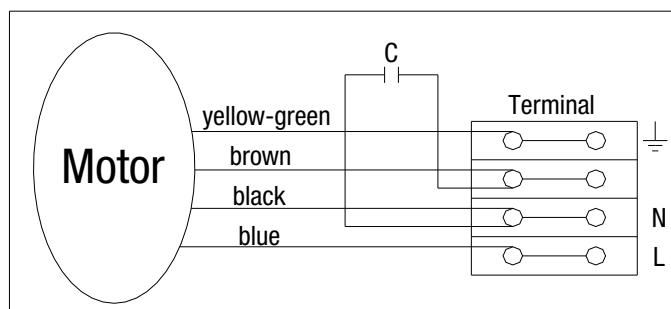 C
yellow-green
Terminal
brown
Motor
black
N
blue
L